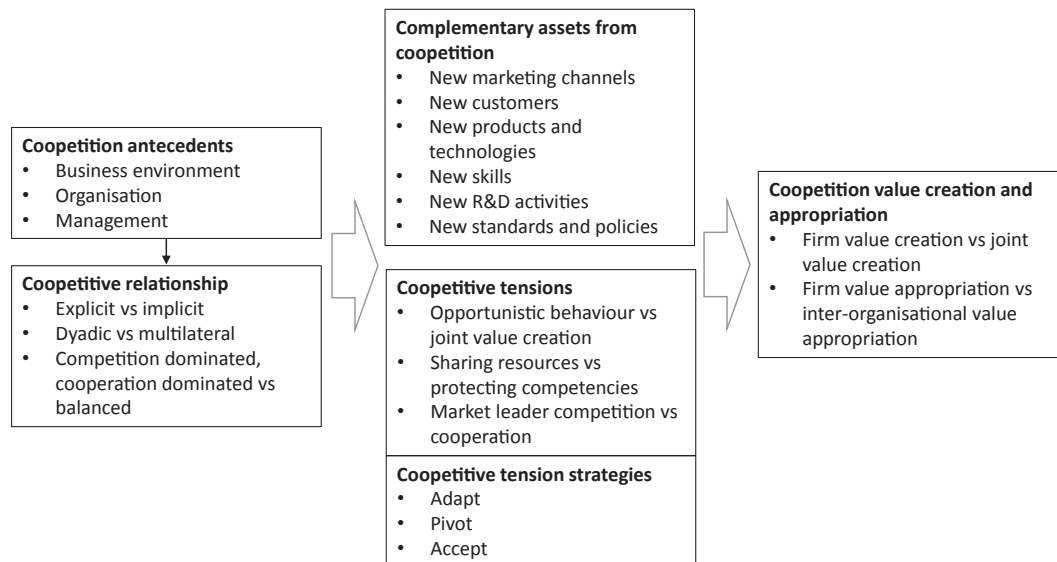 Coopetition antecedents
• Business environment
• Organisation
• Management
Coopetitive relationship
• Explicit vs implicit
• Dyadic vs multilateral
• Competition dominated,
cooperation dominated vs
balanced
Complementary assets from
coopetition
• New marketing channels
• New customers
• New products and
technologies
• New skills
• New R&D activities
• New standards and policies
Coopetitive tensions
• Opportunistic behaviour vs
joint value creation
• Sharing resources vs
protecting competencies
• Market leader competition vs
cooperation
Coopetitive tension strategies
• Adapt
• Pivot
• Accept
Coopetition value creation and
appropriation
• Firm value creation vs joint
value creation
• Firm value appropriation vs
inter-organisational value
appropriation